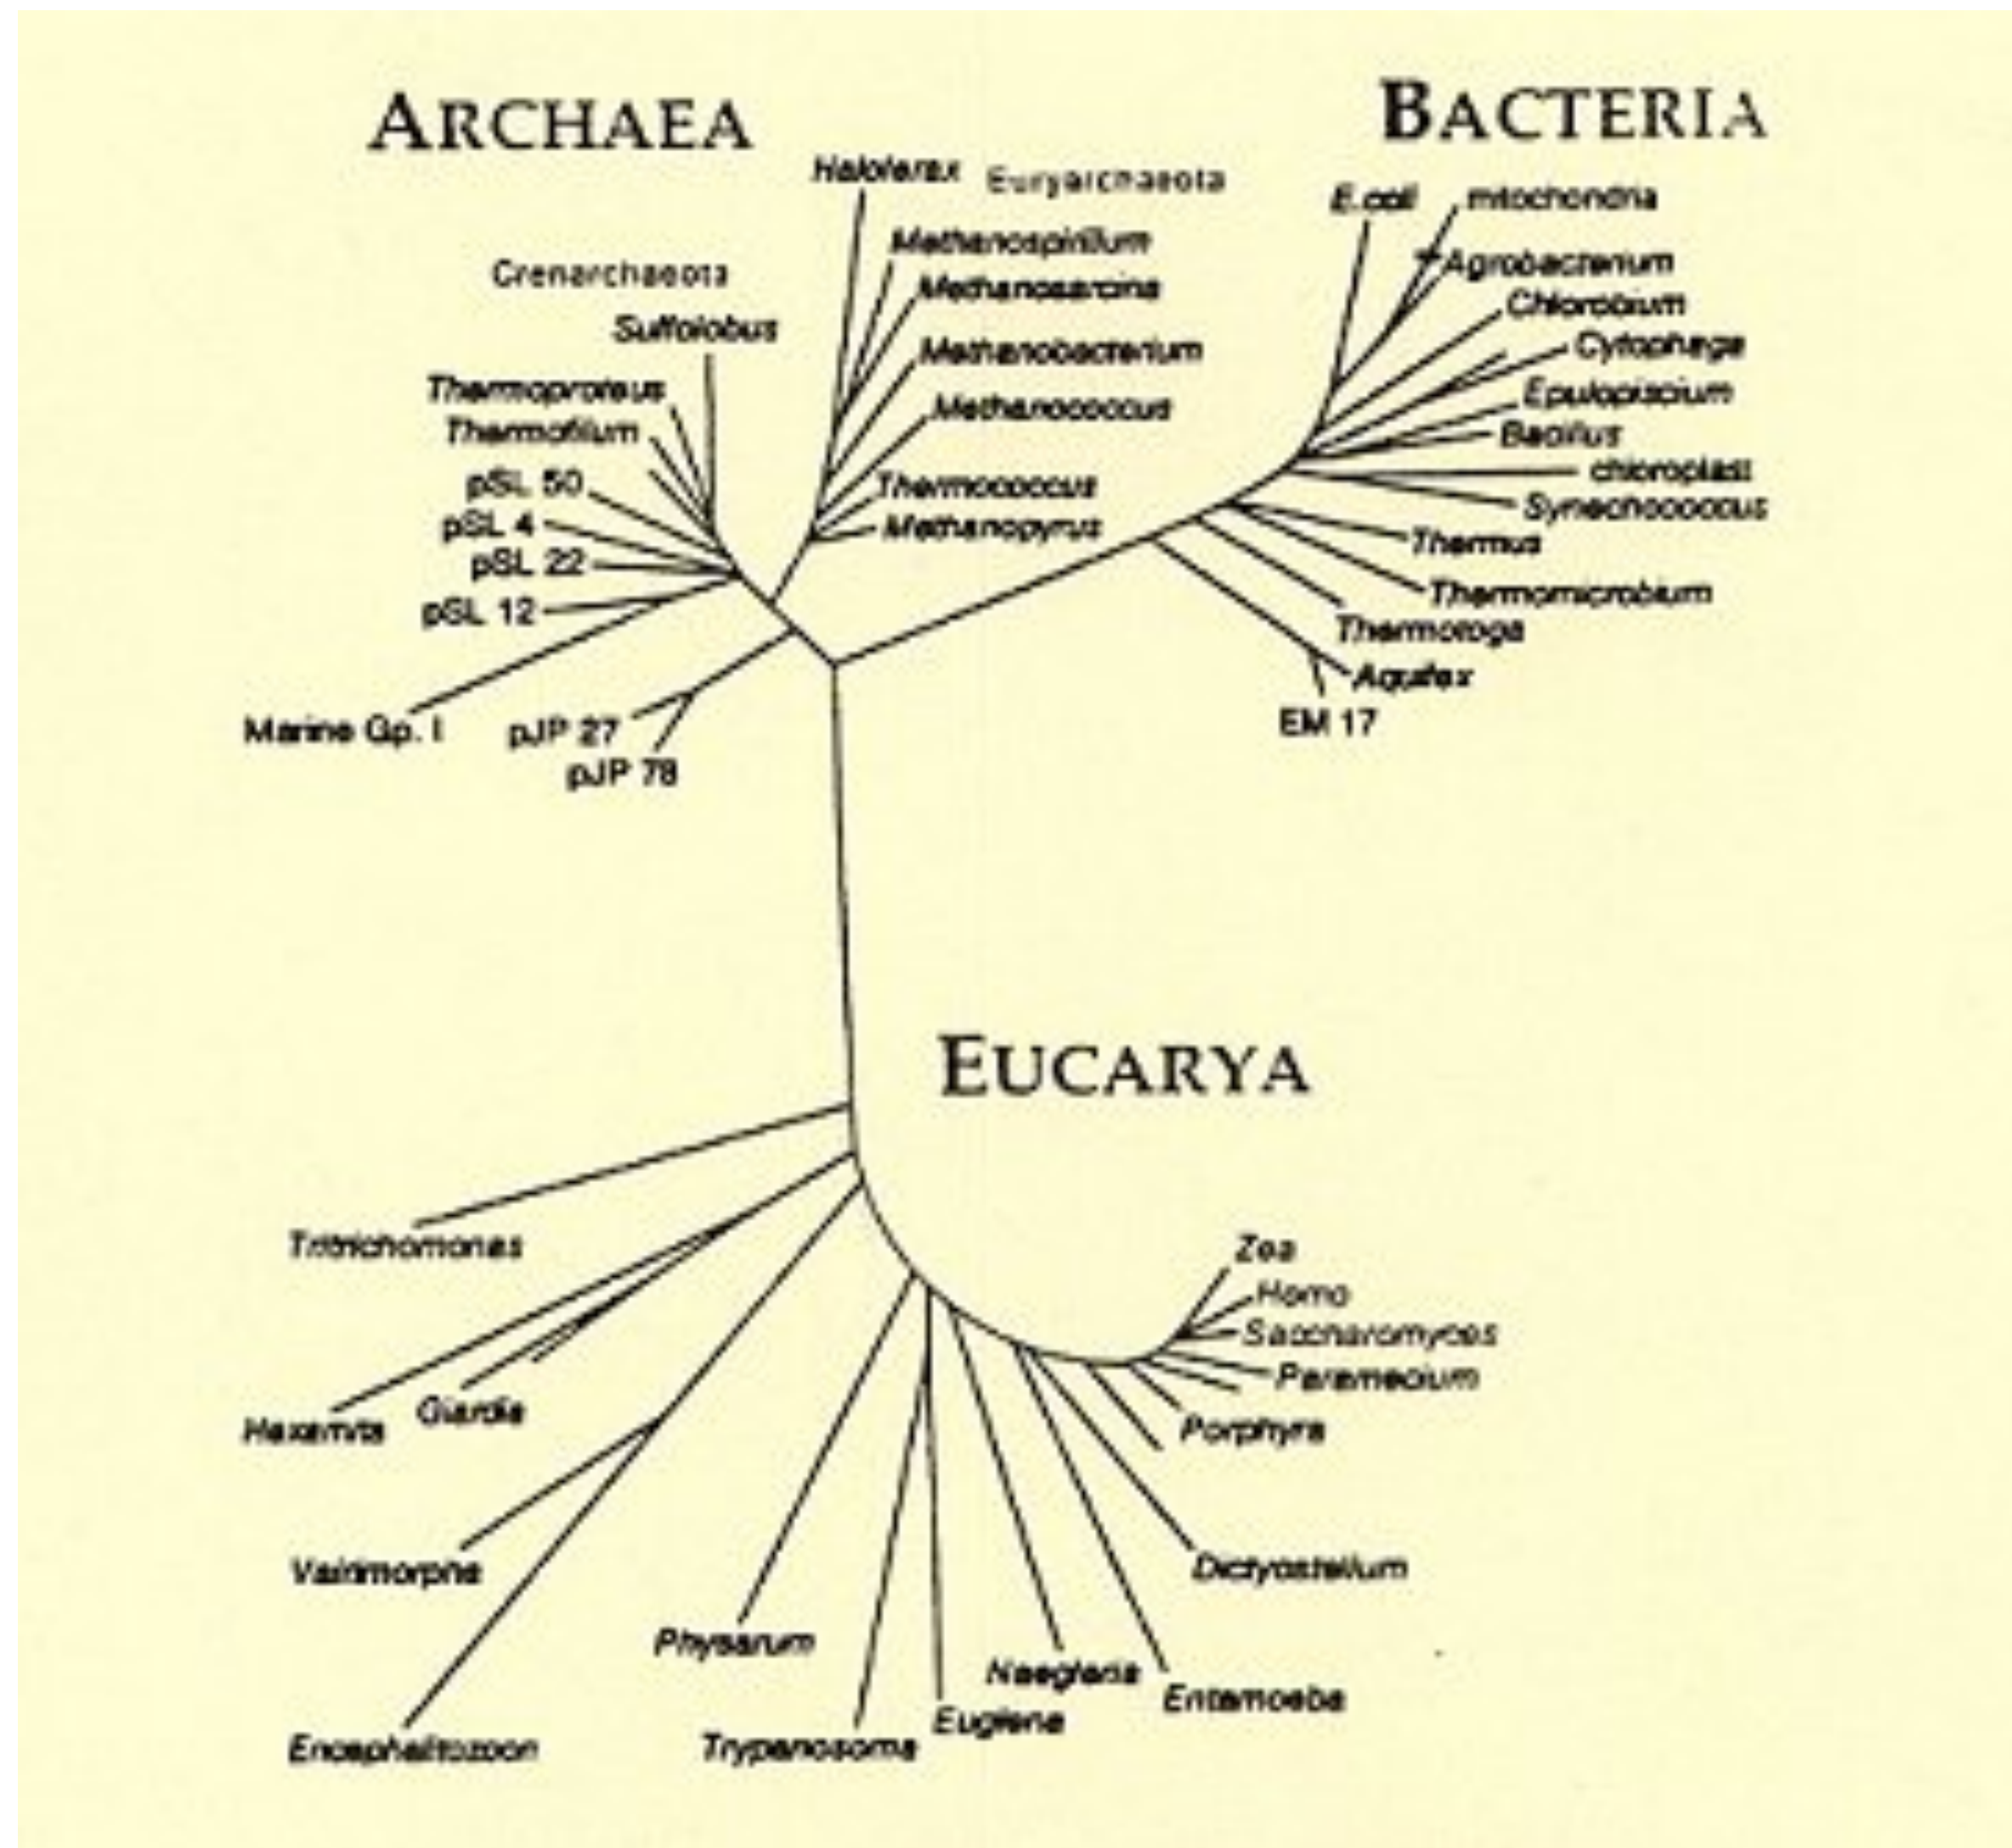 ARCHAEA
BACTERIA
Haloferax
Euryarchaeota
E.coli
mitochondria
Methanospirillum
Agrobacterium
Crenarchaeota
Methanosarcina
Chlorobium
Sulfolobus
Methanobacterium
Cytophaga
Thermoproteus
Methanococcus
Epulopiscium
Thermofilum
Bacillus
pSL 50
Thermococcus
chloroplast
pSL 4
Methanopyrus
Synechococcus
pSL 22
Thermus
pSL 12
Thermomicrobium
Thermotoga
Aquifex
Marine Gp. I
pJP 27
EM 17
pJP 78
EUCARYA
Tritrichomonas
Zea
Homo
Saccharomyces
Paramecium
Hexamita
Giardia
Porphyra
Vairimorpha
Dictyostelium
Physarum
Naegleria
Entamoeba
Euglena
Encephalitozoon
Trypanosoma